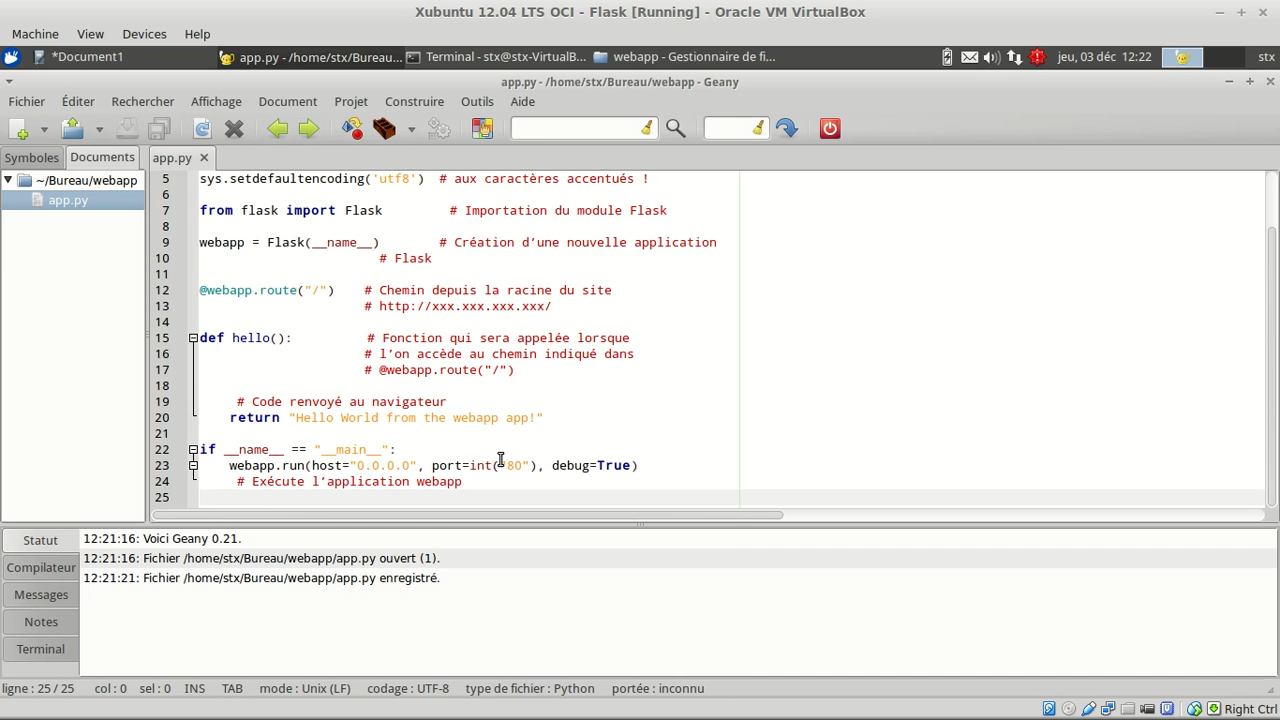 Xubuntu 12.04 LTS OCI - Flask [Running] - Oracle VM VirtualBox
Machine View Devices Help
*Document1 app.py - /home/stx/Bureau... Terminal - stx@stx-VirtualB... webapp - Gestionnaire de fi... jeu, 03 déc 12:22 stx
app.py - /home/stx/Bureau/webapp - Geany
Fichier Éditer Rechercher Affichage Document Projet Construire Outils Aide
Symboles Documents app.py
~/Bureau/webapp
app.py
5 sys.setdefaultencoding('utf8') # aux caractères accentués !
6
7 from flask import Flask # Importation du module Flask
8
9 webapp = Flask(__name__) # Création d'une nouvelle application
10 # Flask
11
12 @webapp.route("/") # Chemin depuis la racine du site
13 # http://xxx.xxx.xxx.xxx/
14
15 def hello(): # Fonction qui sera appelée lorsque
16 # l'on accède au chemin indiqué dans
17 # @webapp.route("/")
18
19 # Code renvoyé au navigateur
20 return "Hello World from the webapp app!"
21
22 if __name__ == "__main__":
23 webapp.run(host="0.0.0.0", port=int("80"), debug=True)
24 # Exécute l'application webapp
25
Statut
Compilateur
Messages
Notes
Terminal
12:21:16: Voici Geany 0.21.
12:21:16: Fichier /home/stx/Bureau/webapp/app.py ouvert (1).
12:21:21: Fichier /home/stx/Bureau/webapp/app.py enregistré.
ligne : 25 / 25 col : 0 sel : 0 INS TAB mode : Unix (LF) codage : UTF-8 type de fichier : Python portée : inconnu
Right Ctrl